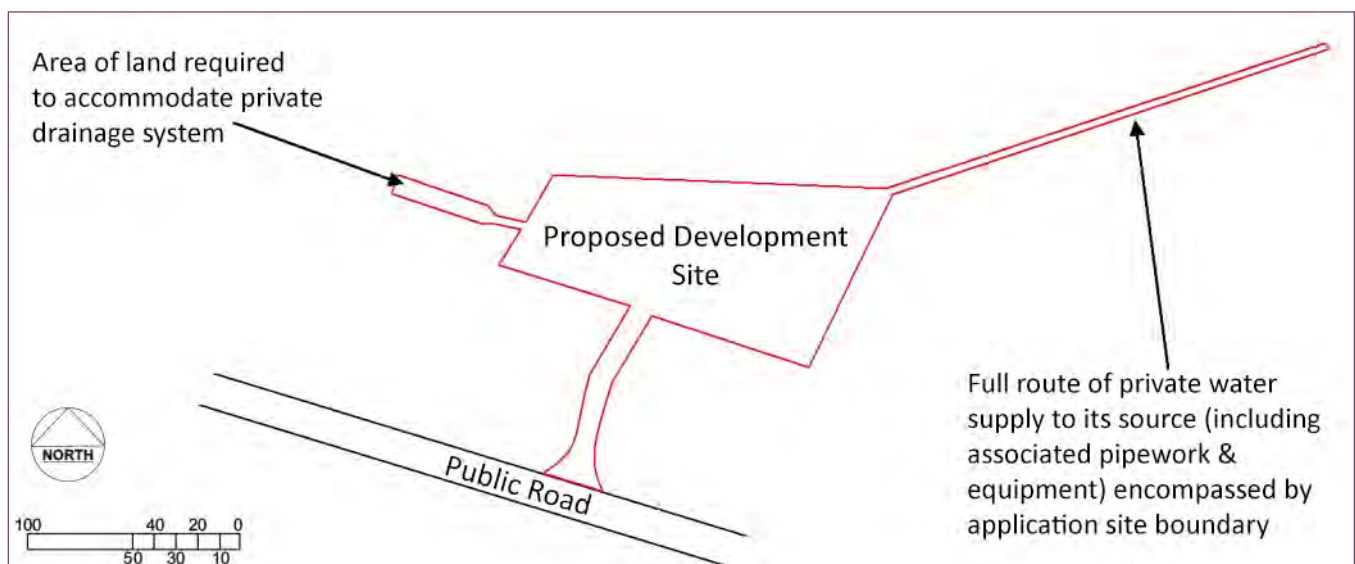 Area of land required
to accommodate private
drainage system
Proposed Development
Site
Full route of private water
supply to its source (including
associated pipework &
equipment) encompassed by
application site boundary
Public Road
NORTH
100 40 20 0
50 30 10